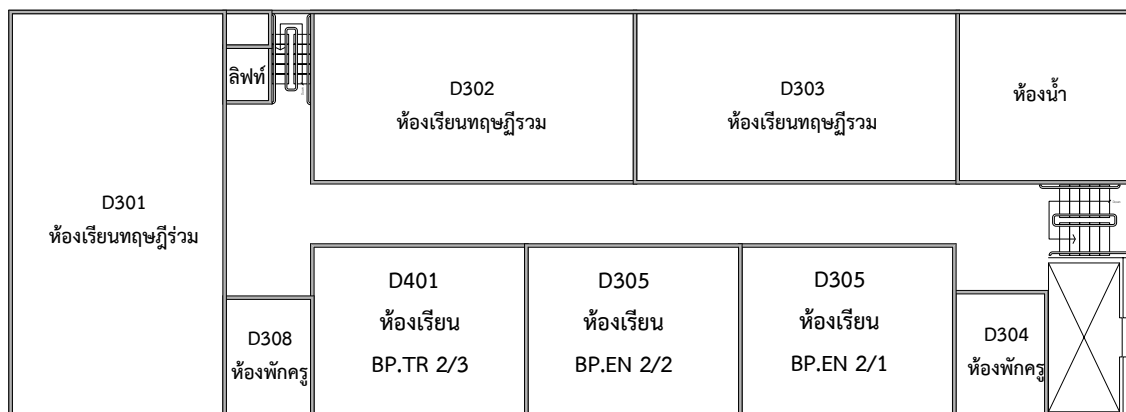 ลิฟท์
D302
ห้องเรียนทฤษฏีรวม
D303
ห้องเรียนทฤษฏีรวม
ห้องน้ำ
D301
ห้องเรียนทฤษฎีร่วม
D401
ห้องเรียน
BP.TR 2/3
D305
ห้องเรียน
BP.EN 2/2
D305
ห้องเรียน
BP.EN 2/1
D308
ห้องพักครู
D304
ห้องพักครู